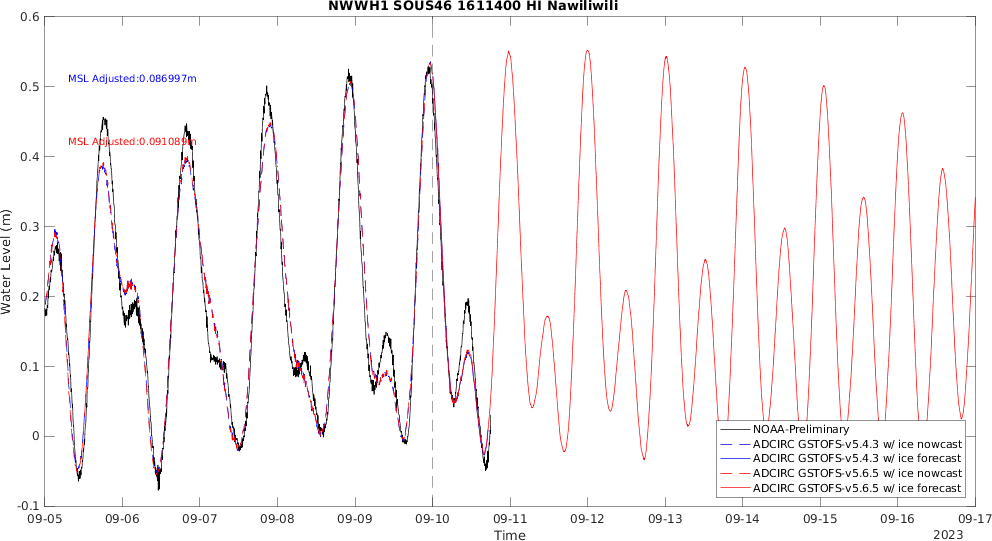 NWWH1 SOUS46 1611400 HI Nawiliwili
0.6
0.5
0.4
0.3
0.2
0.1
0
-0.1
Water Level (m)
MSL Adjusted:0.086997m
MSL Adjusted:0.091089m
NOAA-Preliminary
ADCIRC GSTOFS-v5.4.3 w/ ice nowcast
ADCIRC GSTOFS-v5.4.3 w/ ice forecast
ADCIRC GSTOFS-v5.6.5 w/ ice nowcast
ADCIRC GSTOFS-v5.6.5 w/ ice forecast
09-05 09-06 09-07 09-08 09-09 09-10 09-11 09-12 09-13 09-14 09-15 09-16 09-17
Time
2023